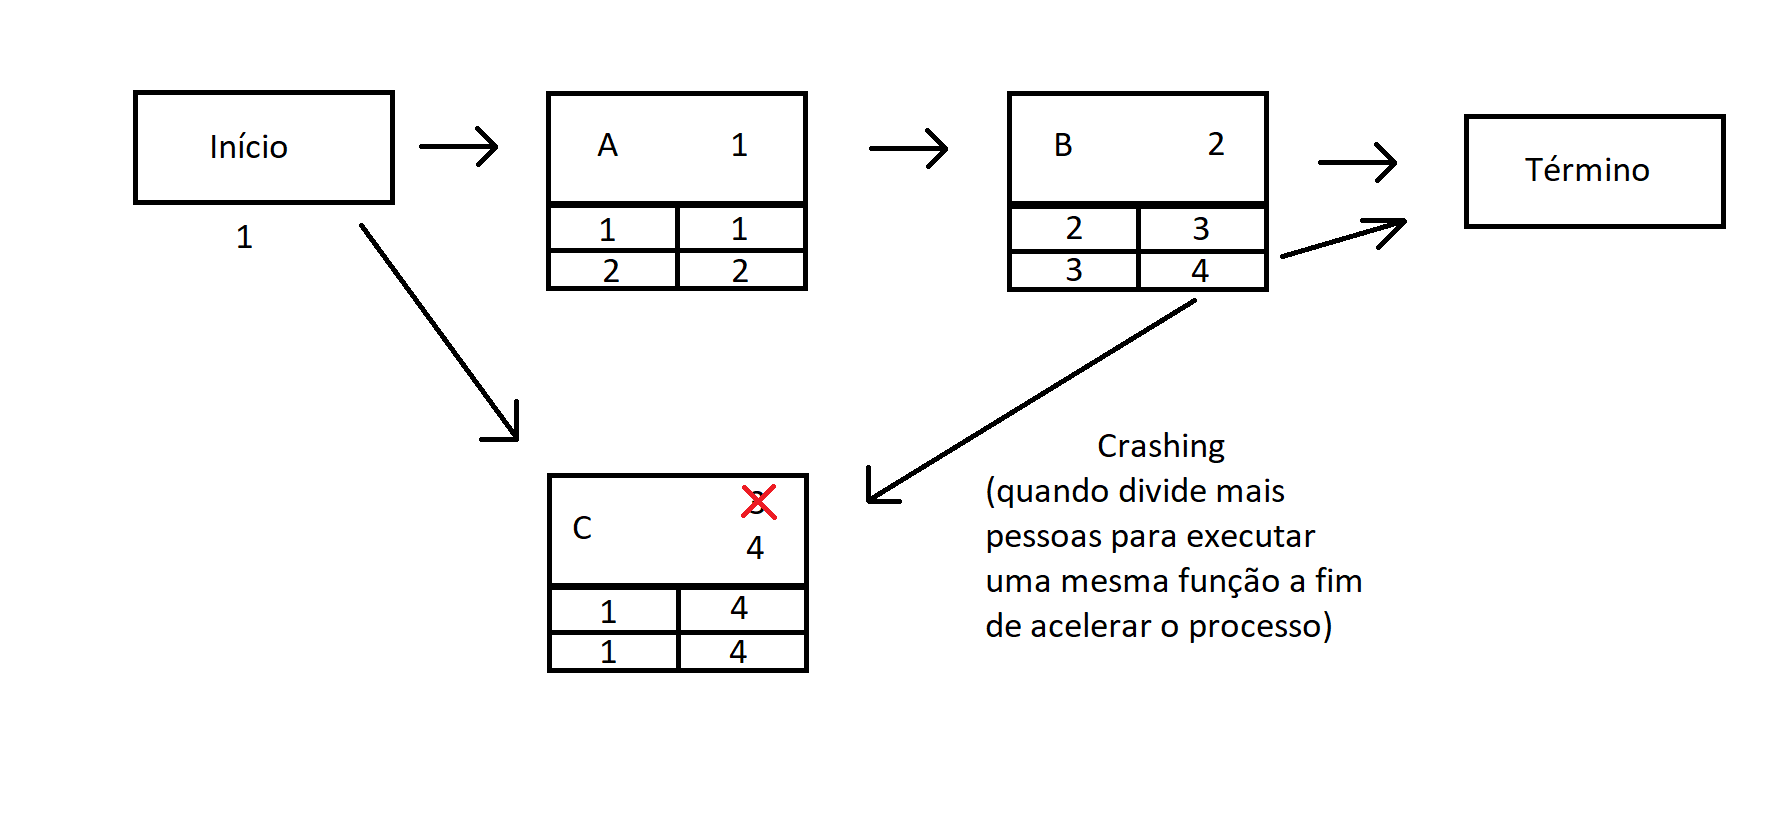 Início
1
A 1
1 1
2 2
B 2
2 3
3 4
Término
C 3
4
1 4
1 4
Crashing
(quando divide mais
pessoas para executar
uma mesma função a fim
de acelerar o processo)